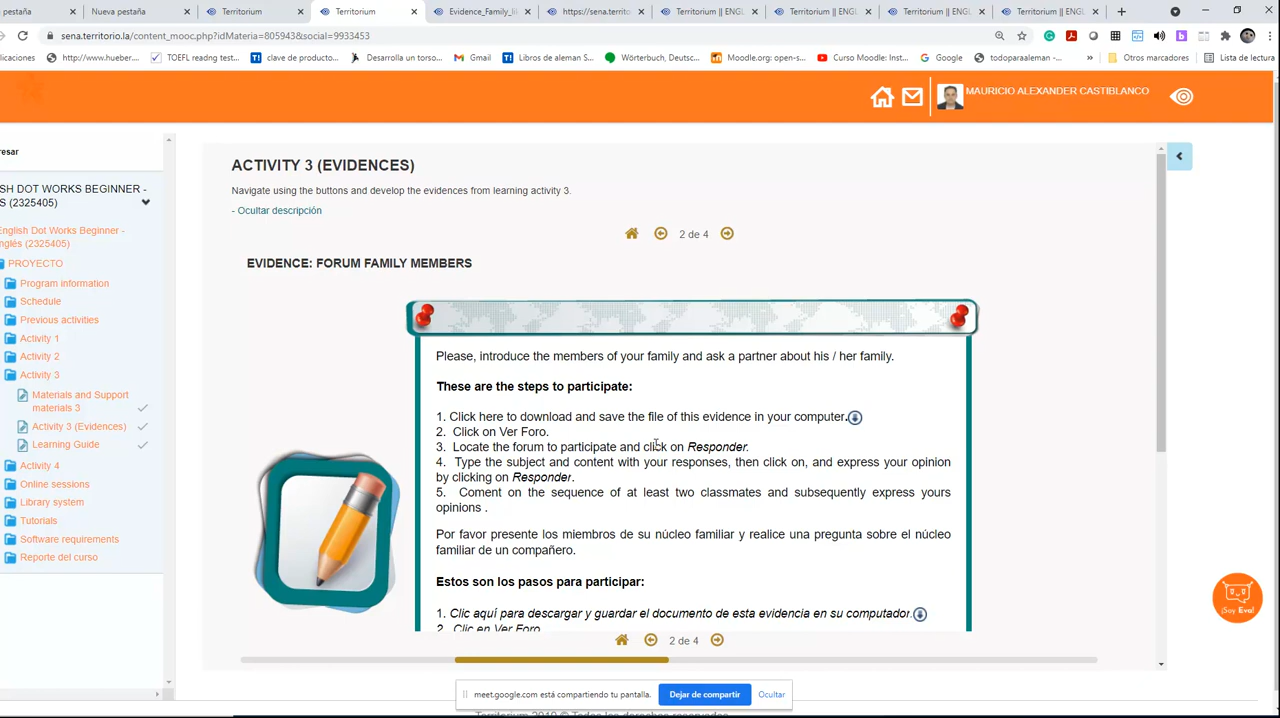 pestaña
Nueva pestaña
Territorium
Territorium
Evidence_Family_li
https://sena.territo
Territorium || ENGL
Territorium || ENGL
Territorium || ENGL
Territorium || ENGL
sena.territorio.la/content_mooc.php?idMateria=805943&social=9933453
licaciones
http://www.hueber....
TOEFL readng test...
clave de producto...
Desarrolla un torso...
Gmail
Libros de aleman S...
Wörterbuch, Deutsc...
Moodle.org: open-s...
Curso Moodle: Inst...
Google
todoparaaleman -...
»
Otros marcadores
Lista de lectura
MAURICIO ALEXANDER CASTIBLANCO
resar
SH DOT WORKS BEGINNER -
S (2325405)
English Dot Works Beginner -
nglés (2325405)
PROYECTO
Program information
Schedule
Previous activities
Activity 1
Activity 2
Activity 3
Materials and Support
materials 3
Activity 3 (Evidences)
Learning Guide
Activity 4
Online sessions
Library system
Tutorials
Software requirements
Reporte del curso
ACTIVITY 3 (EVIDENCES)
Navigate using the buttons and develop the evidences from learning activity 3.
- Ocultar descripción
2 de 4
EVIDENCE: FORUM FAMILY MEMBERS
Please, introduce the members of your family and ask a partner about his / her family.
These are the steps to participate:
1. Click here to download and save the file of this evidence in your computer.
2. Click on Ver Foro.
3. Locate the forum to participate and click on Responder.
4. Type the subject and content with your responses, then click on, and express your opinion
by clicking on Responder.
5. Coment on the sequence of at least two classmates and subsequently express yours
opinions .
Por favor presente los miembros de su núcleo familiar y realice una pregunta sobre el núcleo
familiar de un compañero.
Estos son los pasos para participar:
1. Clic aquí para descargar y guardar el documento de esta evidencia en su computador.
2. Clic en Ver Foro.
2 de 4
¡Soy Eva!
meet.google.com está compartiendo tu pantalla.
Dejar de compartir
Ocultar
Territorium 2019 © Todos los derechos reservados